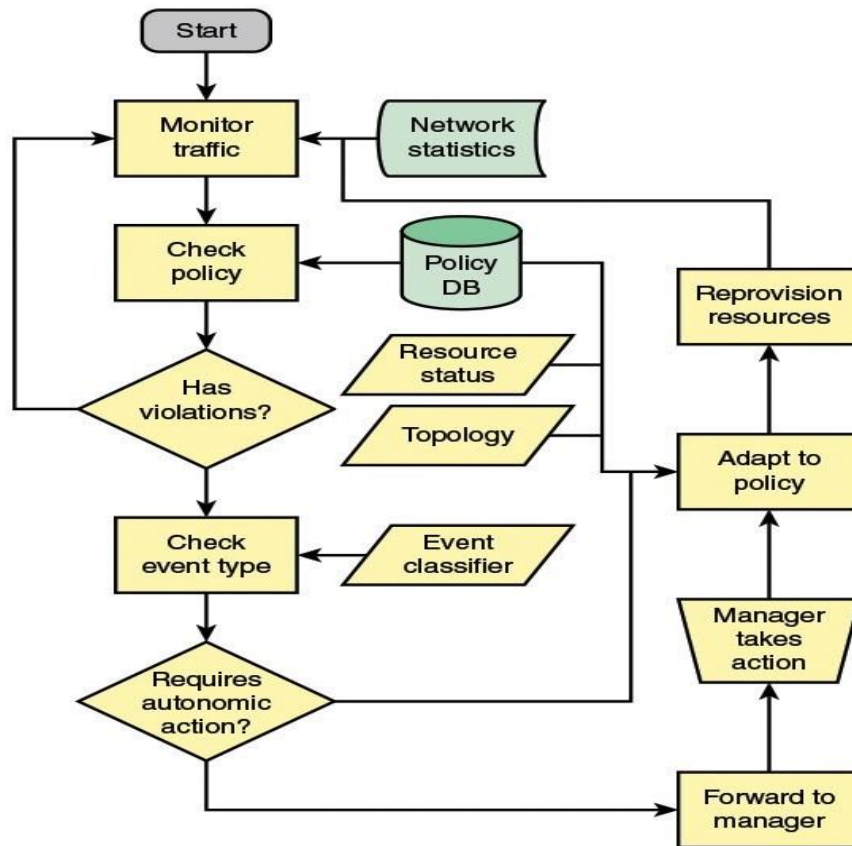 Start
Monitor
traffic
Network
statistics
Check
policy
Policy
DB
Reprovision
resources
Resource
status
Has
violations?
Topology
Adapt to
policy
Check
event type
Event
classifier
Manager
takes
action
Requires
autonomic
action?
Forward to
manager